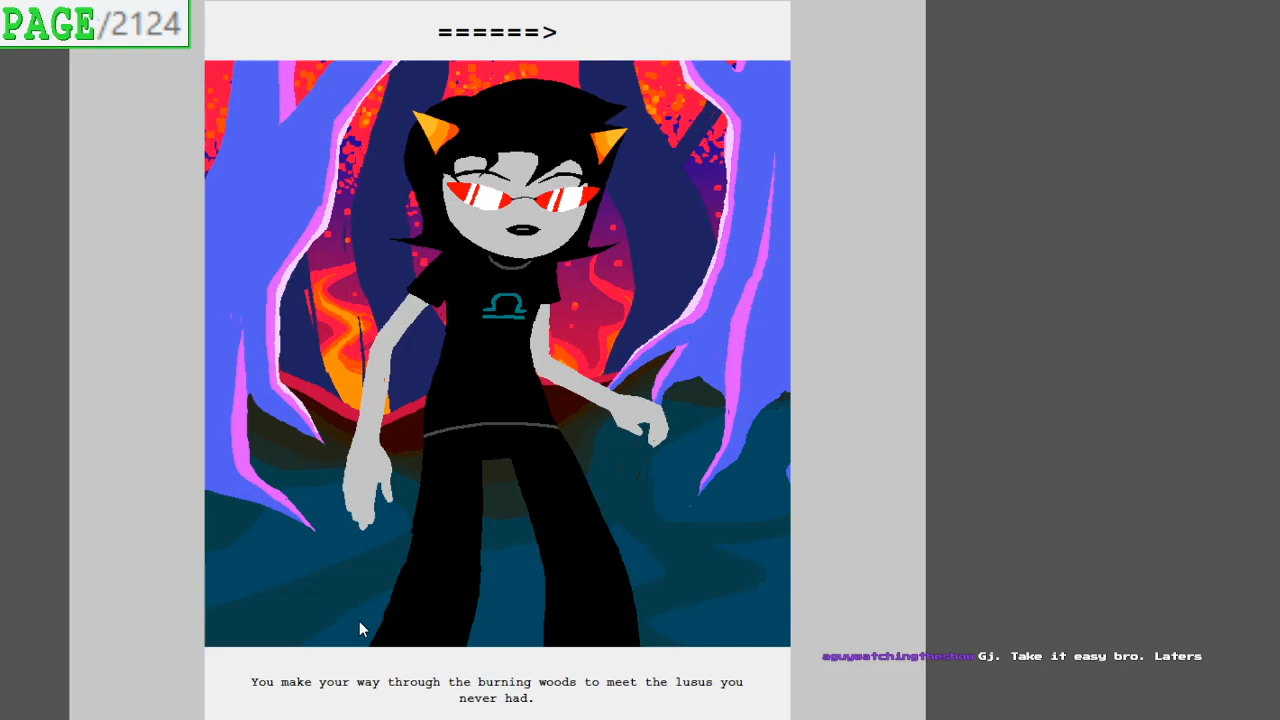 PAGE/2124
======>
aguywatchingtheshow Gj. Take it easy bro. Laters
You make your way through the burning woods to meet the lusus you
never had.